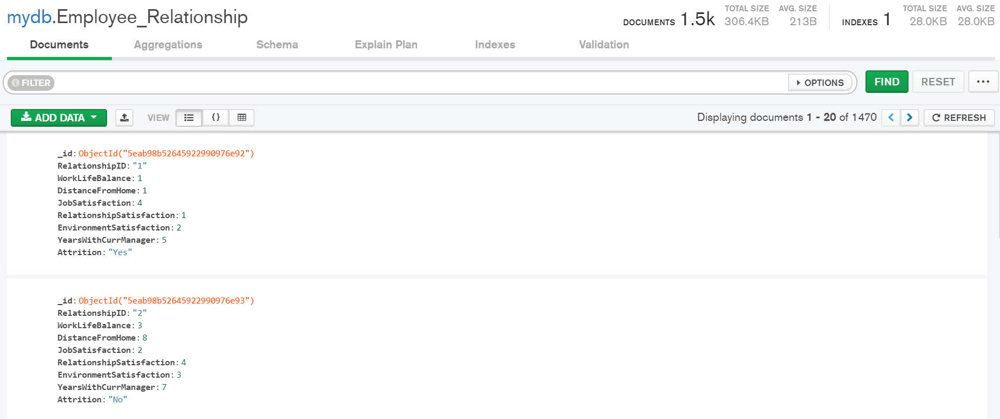 mydb.Employee_Relationship
DOCUMENTS 1.5k TOTAL SIZE 306.4KB AVG. SIZE 213B INDEXES 1 TOTAL SIZE 28.0KB AVG. SIZE 28.0KB
Documents Aggregations Schema Explain Plan Indexes Validation
FILTER OPTIONS FIND RESET ...
ADD DATA VIEW {} Displaying documents 1 - 20 of 1470 < > REFRESH
_id: ObjectId("5eab98b52645922990976e92")
RelationshipID: "1"
WorkLifeBalance: 1
DistanceFromHome: 1
JobSatisfaction: 4
RelationshipSatisfaction: 1
EnvironmentSatisfaction: 2
YearsWithCurrManager: 5
Attrition: "Yes"
_id: ObjectId("5eab98b52645922990976e93")
RelationshipID: "2"
WorkLifeBalance: 3
DistanceFromHome: 8
JobSatisfaction: 2
RelationshipSatisfaction: 4
EnvironmentSatisfaction: 3
YearsWithCurrManager: 7
Attrition: "No"